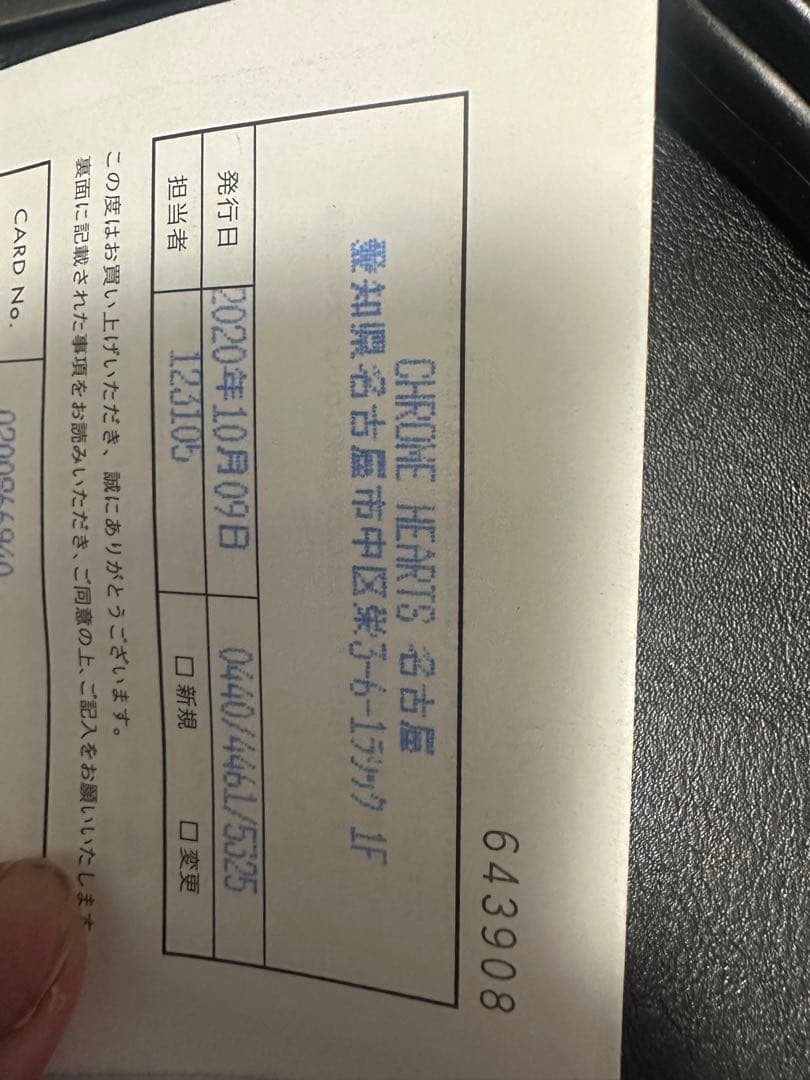 643908
CHROME HEARTS 名古屋
愛知県名古屋市中区栄3-6-1ラシック 1F
発行日 2020年10月09日 0440/4461/5325
担当者 123105 □ 新規 □ 変更
この度はお買い上げいただき、誠にありがとうございます。
裏面に記載された事項をお読みいただき、ご同意の上、ご記入をお願いいたします
CARD No.